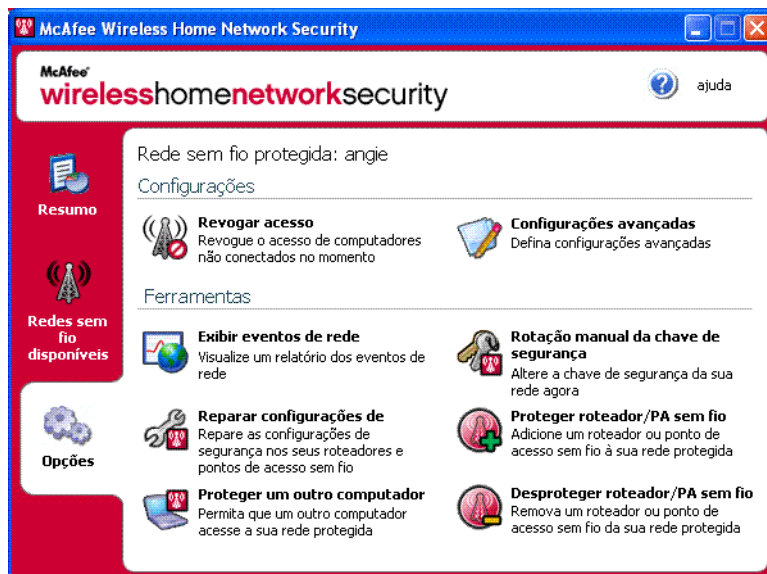 McAfee Wireless Home Network Security
McAfee
wirelesshomenetworksecurity
ajuda
Resumo
Redes sem
fio
disponíveis
Opções
Rede sem fio protegida: angie
Configurações
Revogar acesso
Revogue o acesso de computadores
não conectados no momento
Configurações avançadas
Defina configurações avançadas
Ferramentas
Exibir eventos de rede
Visualize um relatório dos eventos de
rede
Rotação manual da chave de
segurança
Altere a chave de segurança da sua
rede agora
Reparar configurações de
Repare as configurações de
segurança nos seus roteadores e
pontos de acesso sem fio
Proteger roteador/PA sem fio
Adicione um roteador ou ponto de
acesso sem fio à sua rede protegida
Proteger um outro computador
Permita que um outro computador
acesse a sua rede protegida
Desproteger roteador/PA sem fio
Remova um roteador ou ponto de
acesso sem fio da sua rede protegida